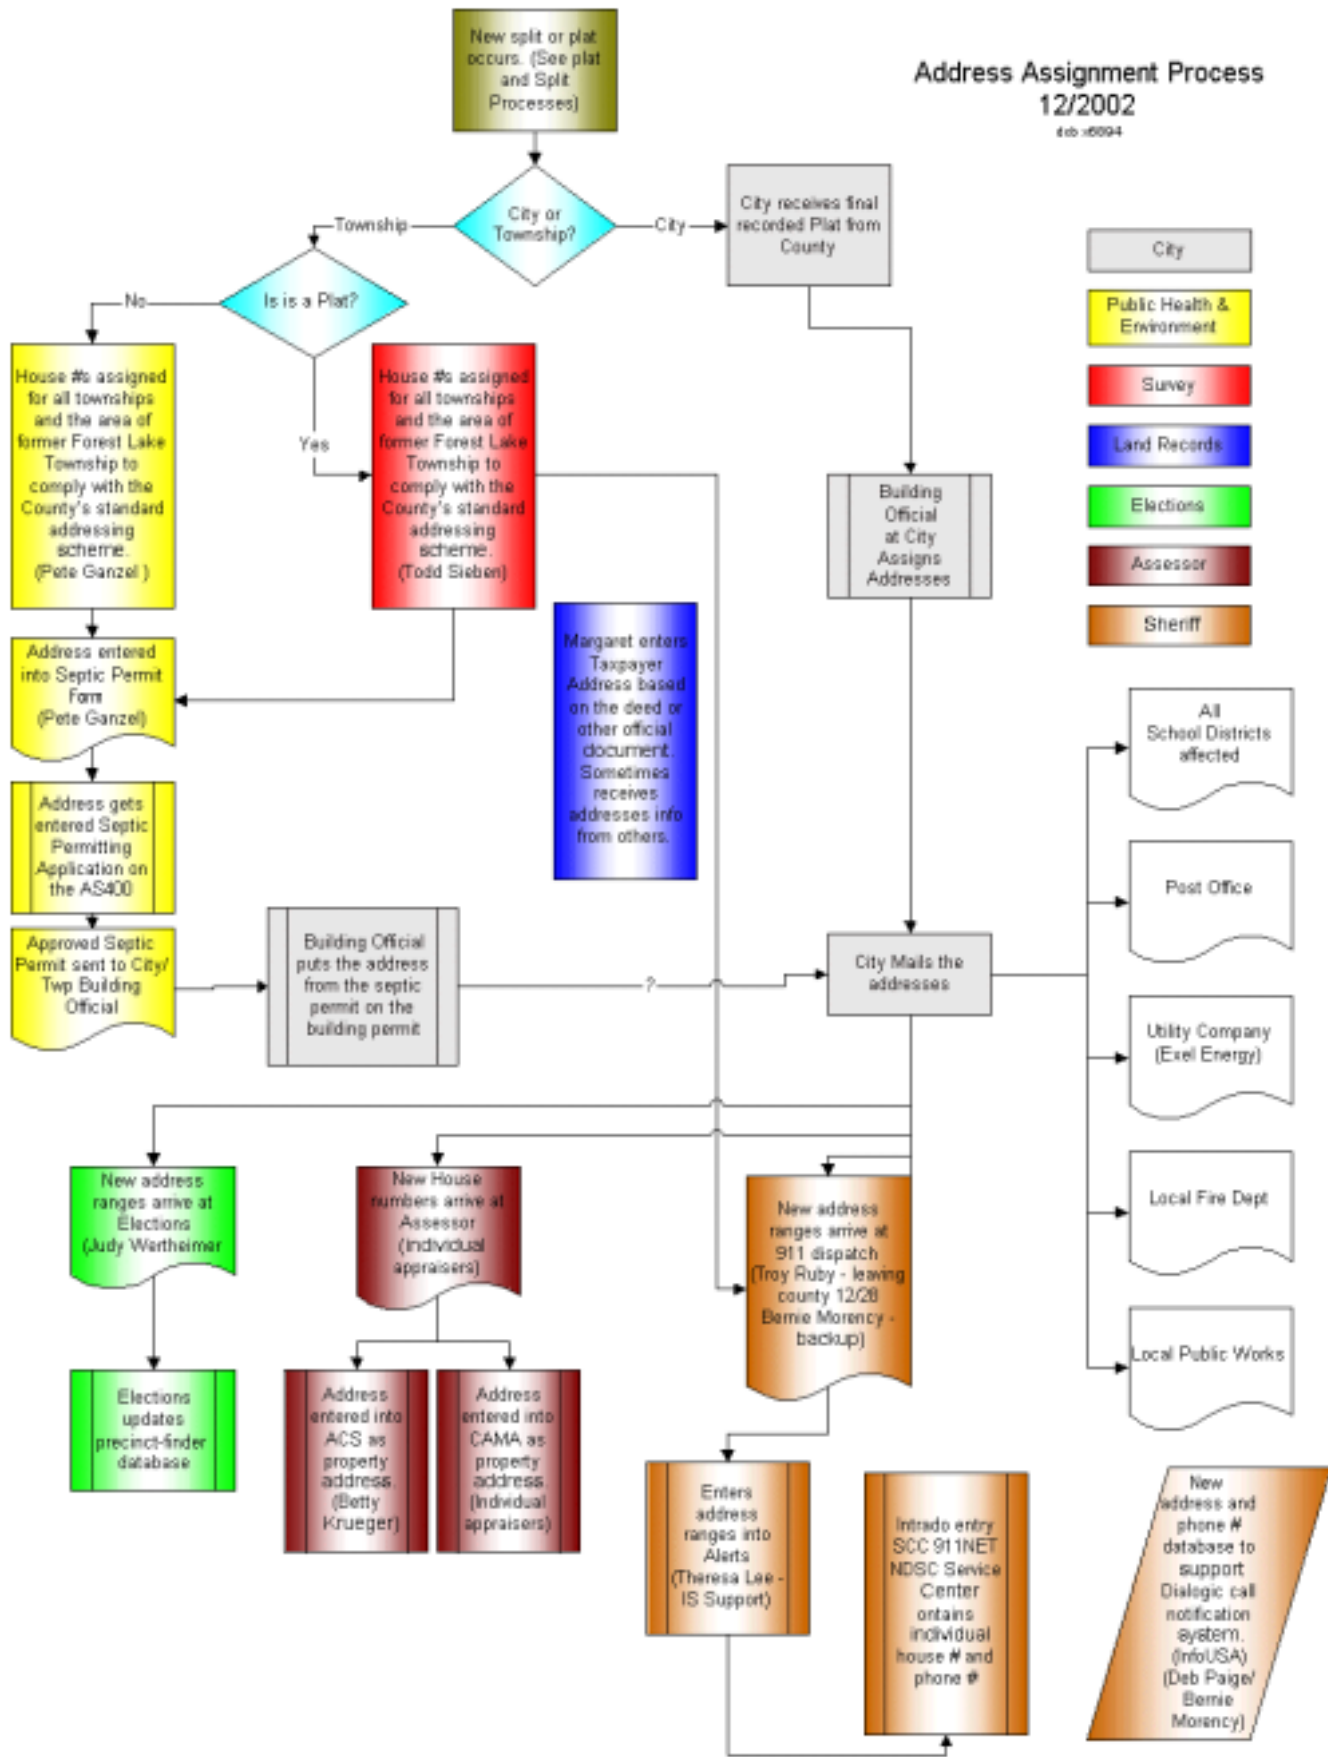 New split or plat
occurs. (See plat
and Split
Processes)
Address Assignment Process
12/2002
City or
Township?
Township
City
City receives final
recorded Plat from
County
Is is a Plat?
No
Yes
House #s assigned
for all townships
and the area of
former Forest Lake
Township to
comply with the
County's standard
addressing
scheme.
(Pete Ganzel )
House #s assigned
for all townships
and the area of
former Forest Lake
Township to
comply with the
County's standard
addressing
scheme.
(Todd Sieben)
City
Public Health &
Environment
Survey
Land Records
Elections
Assessor
Sheriff
Building
Official
at City
Assigns
Addresses
Margaret enters
Taxpayer
Address based
on the deed or
other official
document.
Sometimes
receives
addresses info
from others.
Address entered
into Septic Permit
Form
(Pete Ganzel)
Address gets
entered Septic
Permitting
Application on
the AS400
Approved Septic
Permit sent to City/
Twp Building
Official
Building Official
puts the address
from the septic
permit on the
building permit
?
City Mails the
addresses
All
School Districts
affected
Post Office
Utility Company
(Exel Energy)
Local Fire Dept
Local Public Works
New address
ranges arrive at
Elections
(Judy Wertheimer
New House
numbers arrive at
Assessor
(individual
appraisers)
New address
ranges arrive at
911 dispatch
(Troy Ruby - leaving
county 12/28
Bernie Morency -
backup)
Elections
updates
precinct-finder
database
Address
entered into
ACS as
property
address.
(Betty
Krueger)
Address
entered into
CAMA as
property
address.
(Individual
appraisers)
Enters
address
ranges into
Alerts
(Theresa Lee -
IS Support)
Intrado entry
SCC 911NET
NDSC Service
Center
ontains
individual
house # and
phone #
New
address and
phone #
database to
support
Dialogic call
notification
system.
(InfoUSA)
(Deb Paige/
Bernie
Morency)